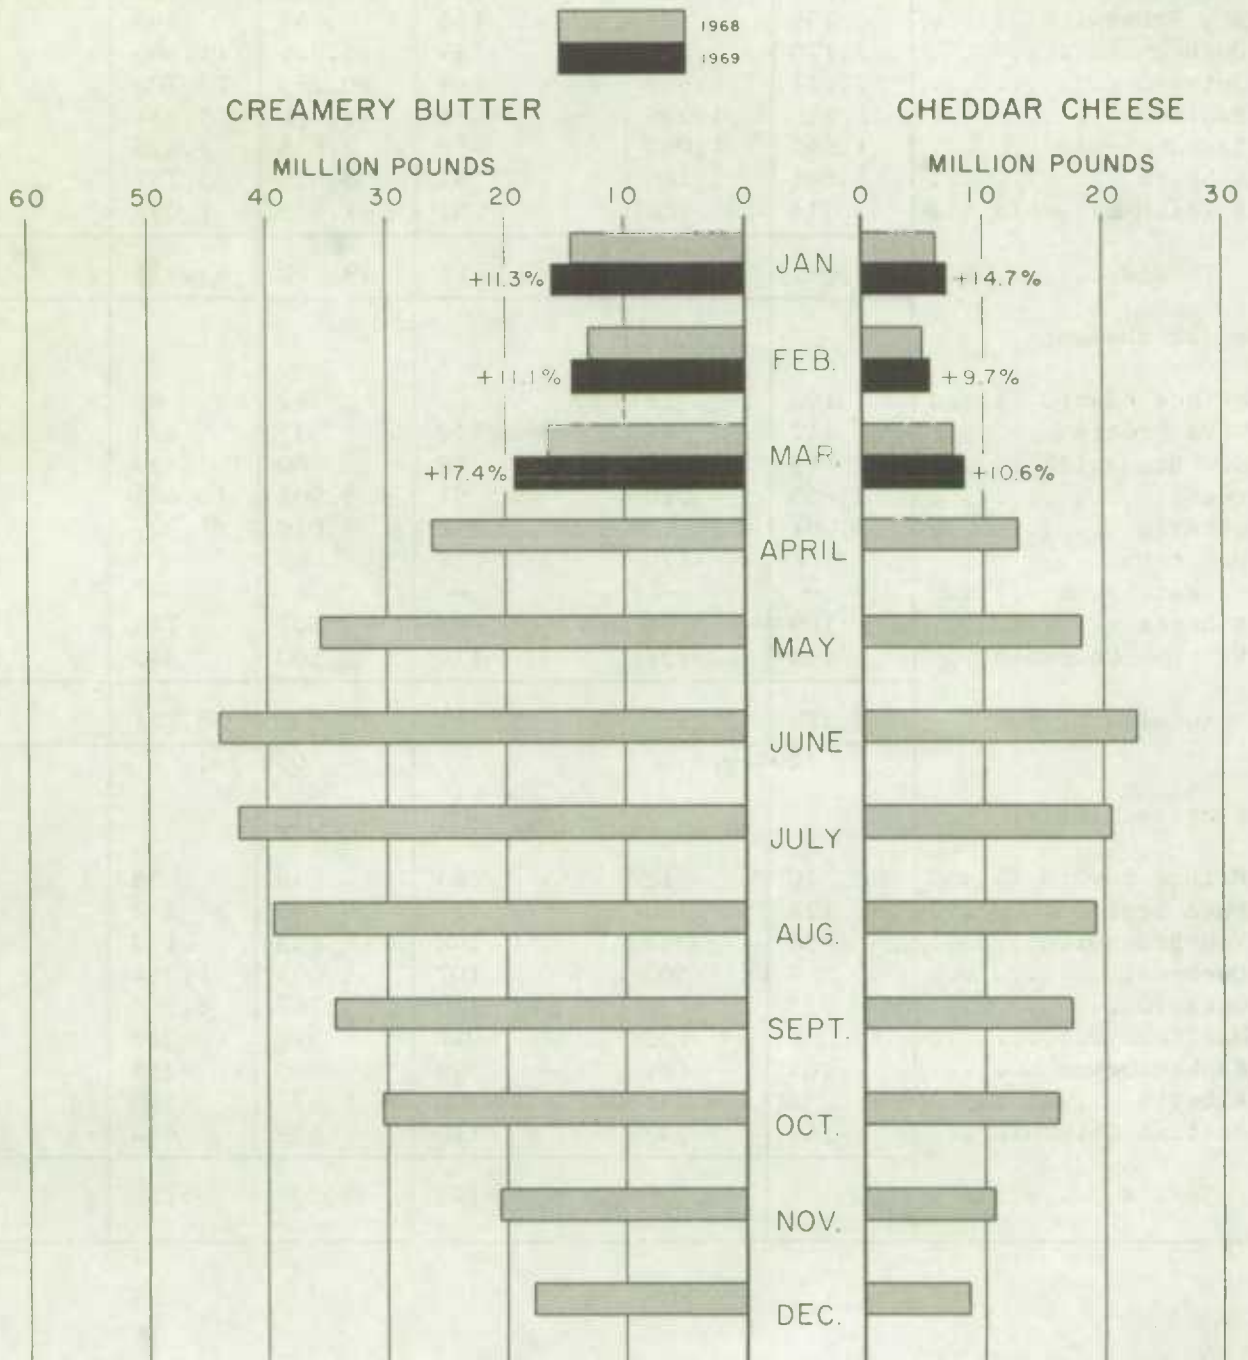 1968
1969
CREAMERY BUTTER
CHEDDAR CHEESE
MILLION POUNDS
MILLION POUNDS
60 50 40 30 20 10 0 0 10 20 30
JAN
+11.3% +14.7%
FEB.
+11.1% +9.7%
MAR.
+17.4% +10.6%
APRIL
MAY
JUNE
JULY
AUG.
SEPT.
OCT.
NOV.
DEC.